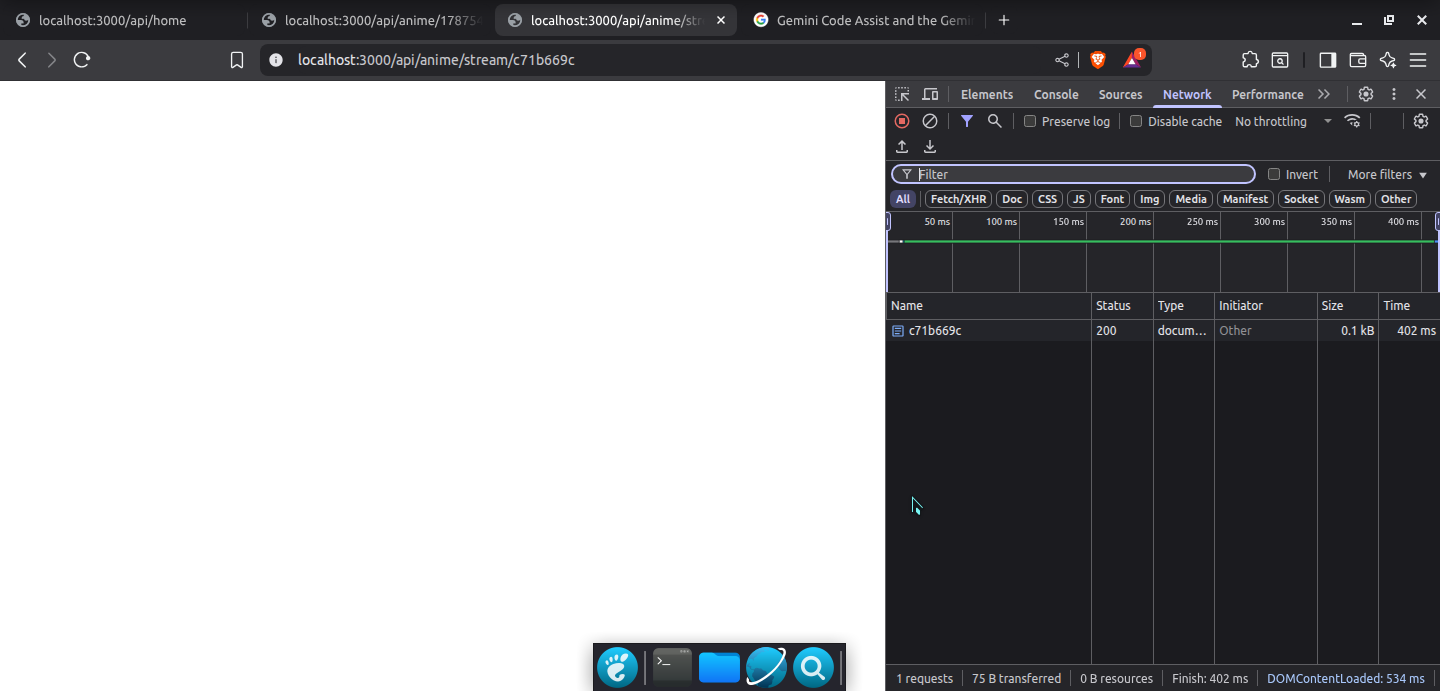 localhost:3000/api/home
localhost:3000/api/anime/17875
localhost:3000/api/anime/str
Gemini Code Assist and the Gemi
localhost:3000/api/anime/stream/c71b669c
1
Elements Console Sources Network Performance
Preserve log Disable cache No throttling
Filter Invert More filters
All Fetch/XHR Doc CSS JS Font Img Media Manifest Socket Wasm Other
50 ms 100 ms 150 ms 200 ms 250 ms 300 ms 350 ms 400 ms
Name Status Type Initiator Size Time
c71b669c 200 docum... Other 0.1 kB 402 ms
1 requests 75 B transferred 0 B resources Finish: 402 ms DOMContentLoaded: 534 ms